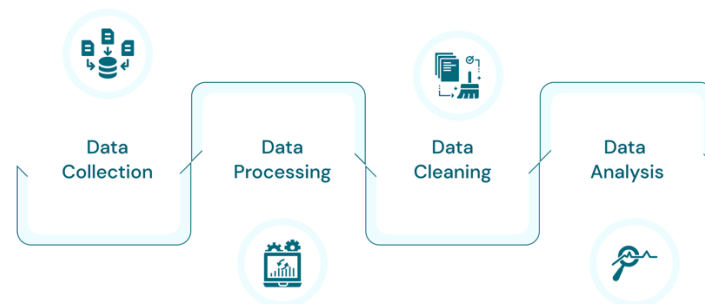 Data
Collection
Data
Processing
Data
Cleaning
Data
Analysis